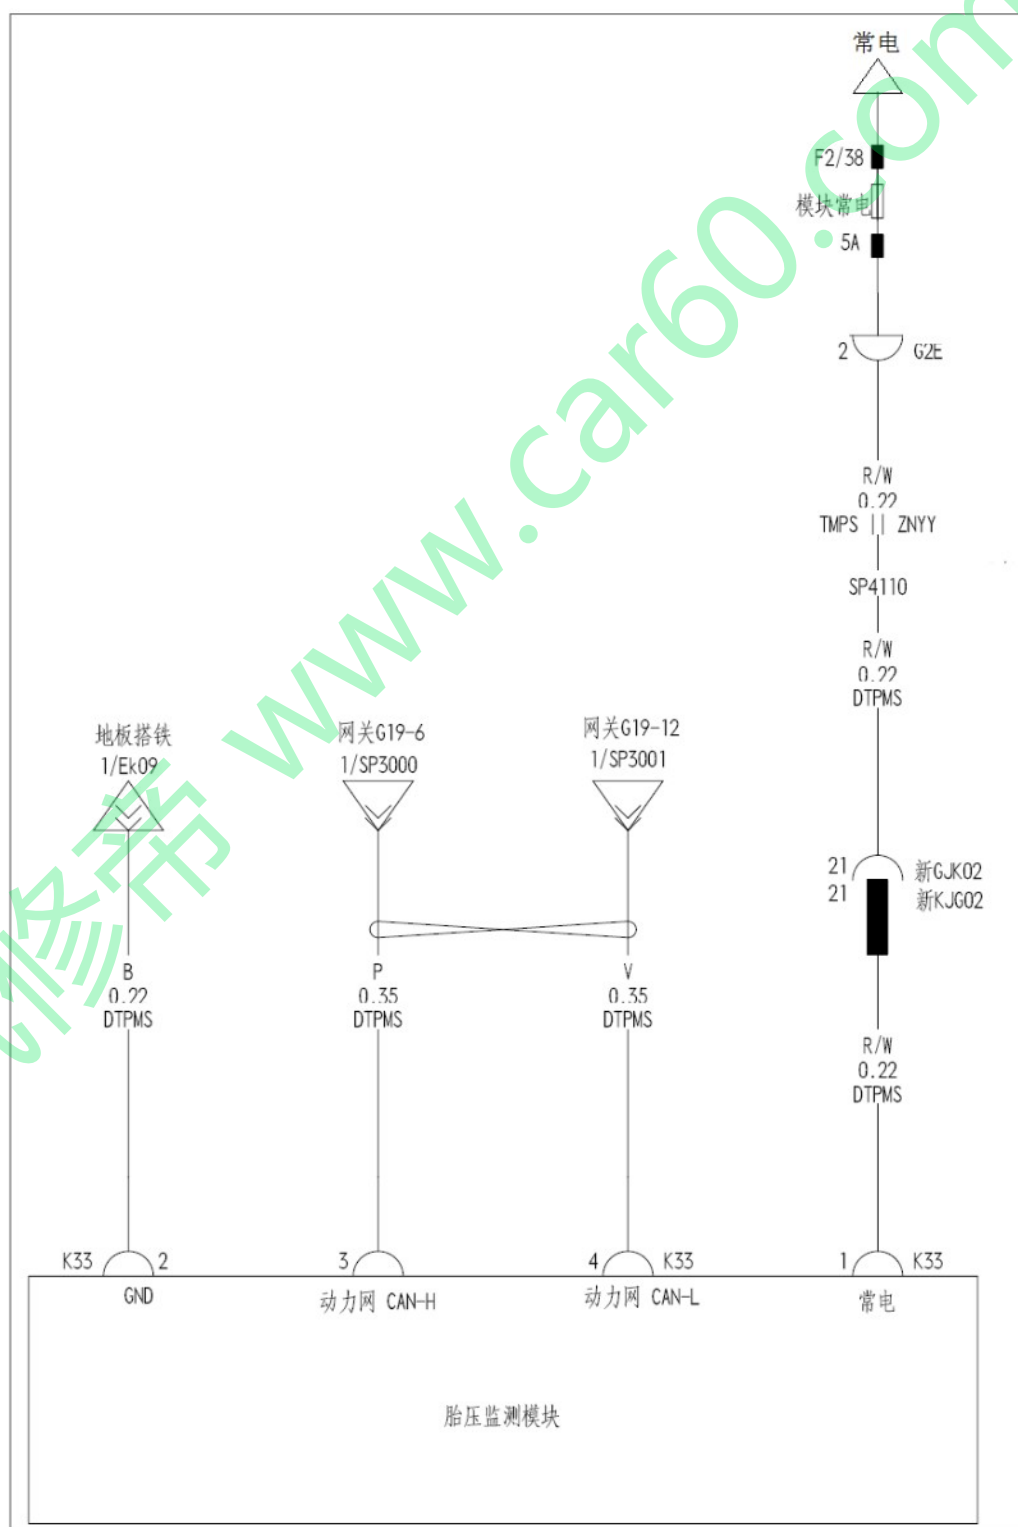 常电
F2/38
模块常电
5A
2 G2E
R/W
0.22
TMPS || ZNYY
SP4110
R/W
0.22
DTPMS
地板搭铁
1/Ek09
网关G19-6
1/SP3000
网关G19-12
1/SP3001
21 新GJK02
21 新KJG02
B
0.22
DTPMS
P
0.35
DTPMS
V
0.35
DTPMS
R/W
0.22
DTPMS
K33 2
3
4 K33
1 K33
GND
动力网 CAN-H
动力网 CAN-L
常电
胎压监测模块
修帝 www.car60.com